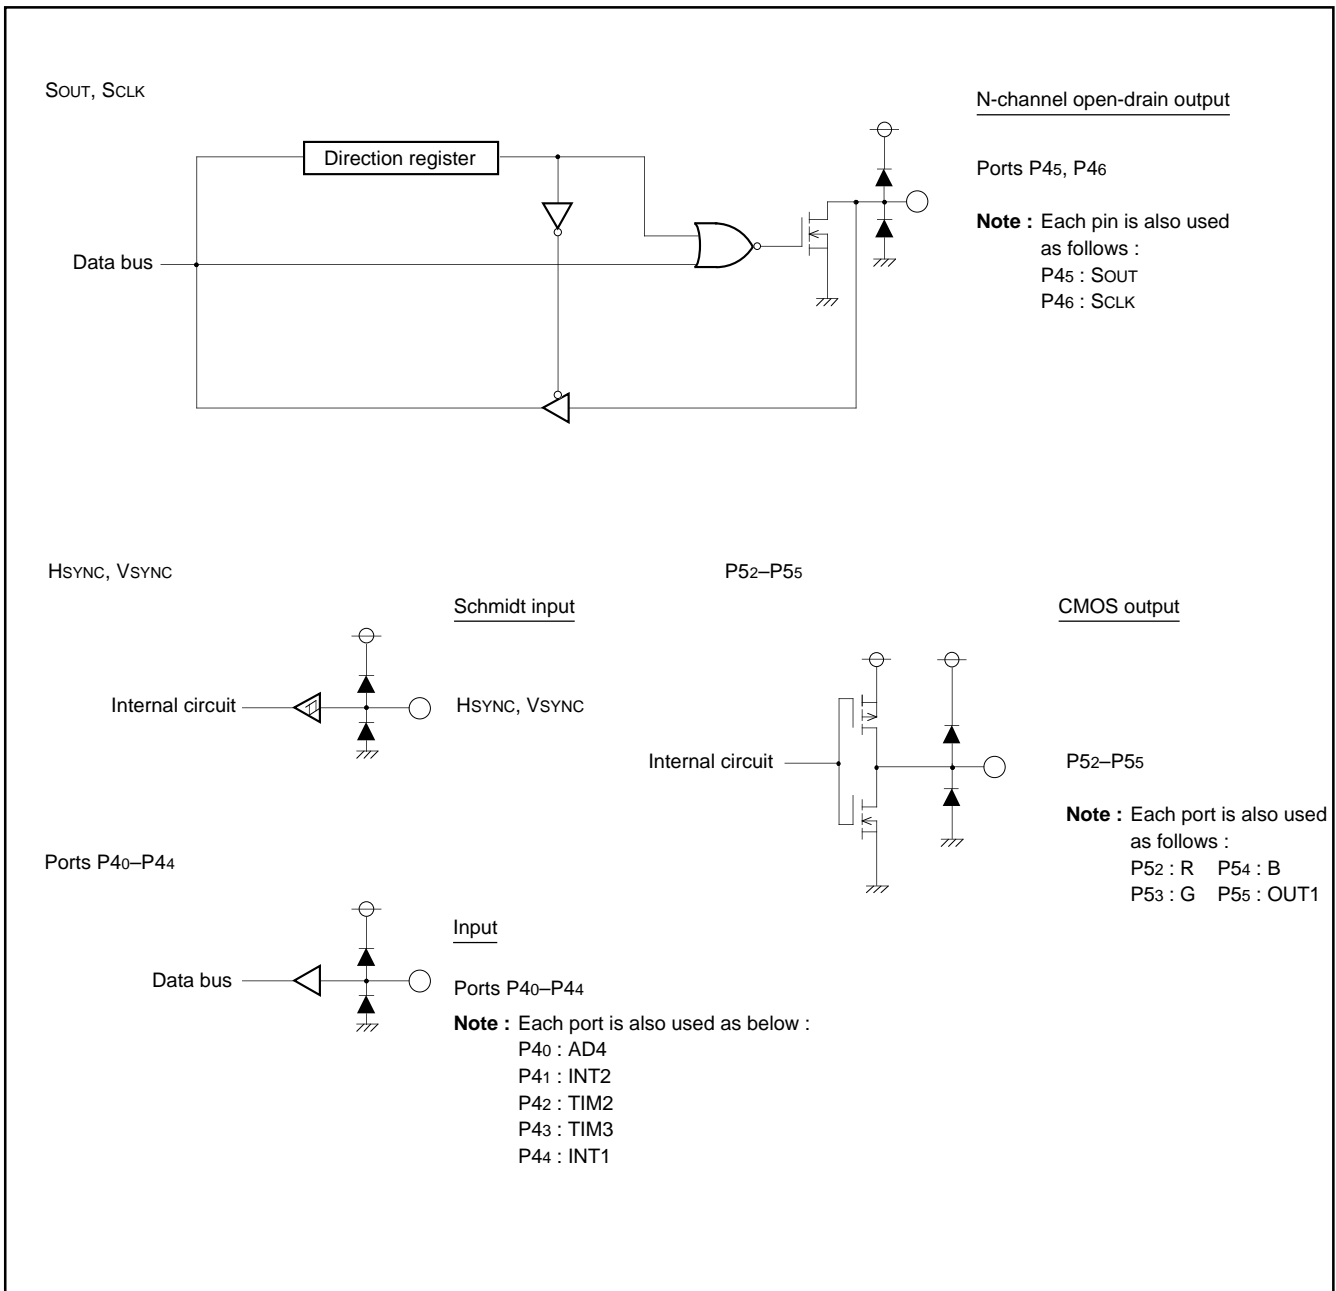 SOUT, SCLK
N-channel open-drain output
Direction register
Ports P45, P46
Note : Each pin is also used
as follows :
P45 : SOUT
P46 : SCLK
Data bus
HSYNC, VSYNC
Schmidt input
Internal circuit
HSYNC, VSYNC
P52–P55
CMOS output
Internal circuit
P52–P55
Note : Each port is also used
as follows :
P52 : R P54 : B
P53 : G P55 : OUT1
Ports P40–P44
Input
Data bus
Ports P40–P44
Note : Each port is also used as below :
P40 : AD4
P41 : INT2
P42 : TIM2
P43 : TIM3
P44 : INT1